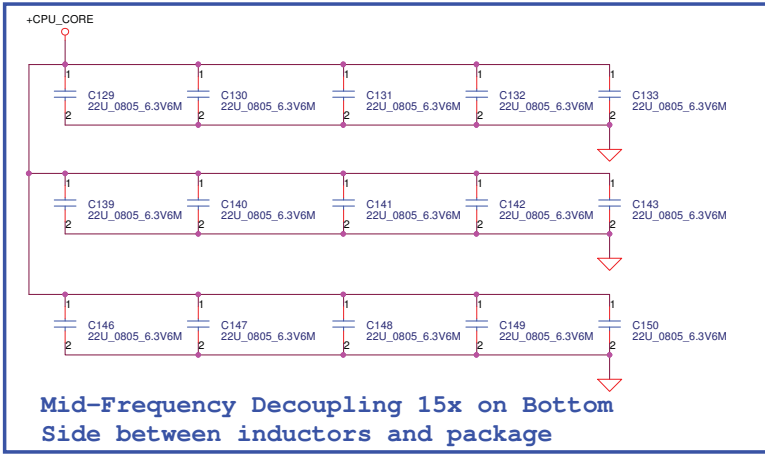 +CPU_CORE
1 1 1 1 1
C129 C130 C131 C132 C133
22U_0805_6.3V6M 22U_0805_6.3V6M 22U_0805_6.3V6M 22U_0805_6.3V6M 22U_0805_6.3V6M
2 2 2 2 2
1 1 1 1 1
C139 C140 C141 C142 C143
22U_0805_6.3V6M 22U_0805_6.3V6M 22U_0805_6.3V6M 22U_0805_6.3V6M 22U_0805_6.3V6M
2 2 2 2 2
1 1 1 1 1
C146 C147 C148 C149 C150
22U_0805_6.3V6M 22U_0805_6.3V6M 22U_0805_6.3V6M 22U_0805_6.3V6M 22U_0805_6.3V6M
2 2 2 2 2
Mid-Frequency Decoupling 15x on Bottom
Side between inductors and package